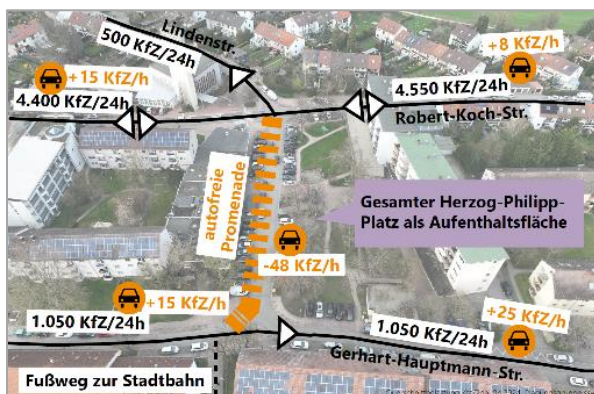 Lindenstr.
500 KfZ/24h
+15 KfZ/h
4.400 KfZ/24h
+8 KfZ/h
4.550 KfZ/24h
Robert-Koch-Str.
autofreie
Promenade
Gesamter Herzog-Philipp-
Platz als Aufenthaltsfläche
-48 KfZ/h
+15 KfZ/h
1.050 KfZ/24h
+25 KfZ/h
1.050 KfZ/24h
Gerhart-Hauptmann-Str.
Fußweg zur Stadtbahn